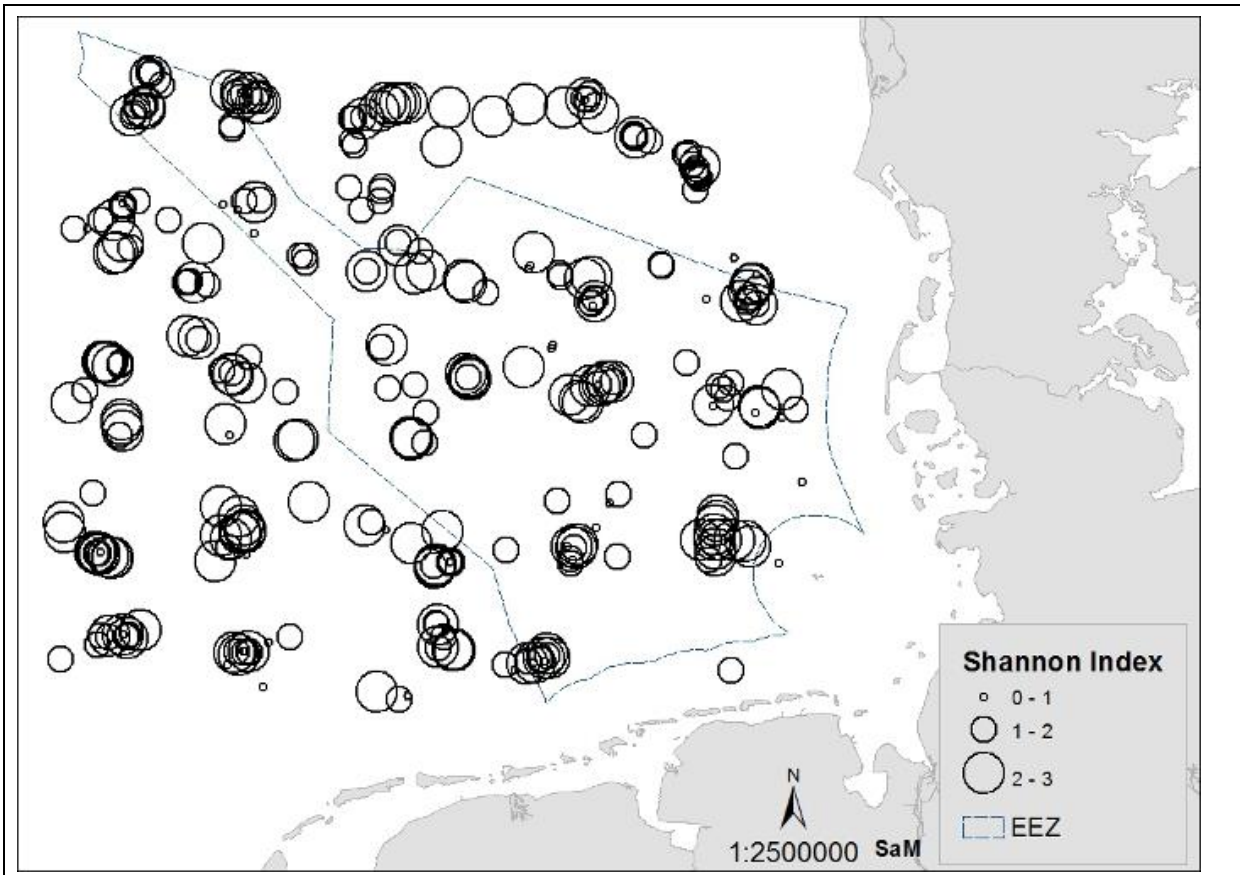 Shannon Index
0 - 1
1 - 2
2 - 3
EEZ
N
1:2500000 SaM